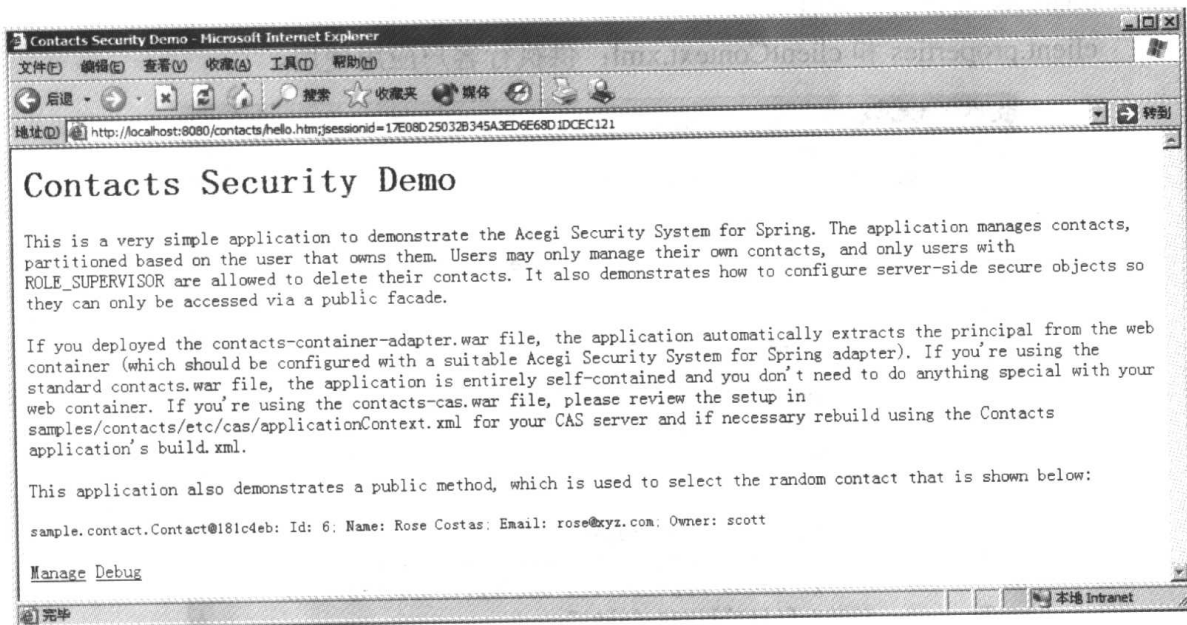 Contacts Security Demo - Microsoft Internet Explorer
文件(F) 编辑(E) 查看(V) 收藏(A) 工具(T) 帮助(H)
后退 搜索 收藏夹 媒体
地址(D) http://localhost:8080/contacts/hello.htm;jsessionid=17E08D25032B345A3ED6E68D1DCEC121 转到
Contacts Security Demo
This is a very simple application to demonstrate the Acegi Security System for Spring. The application manages contacts,
partitioned based on the user that owns them. Users may only manage their own contacts, and only users with
ROLE_SUPERVISOR are allowed to delete their contacts. It also demonstrates how to configure server-side secure objects so
they can only be accessed via a public facade.
If you deployed the contacts-container-adapter.war file, the application automatically extracts the principal from the web
container (which should be configured with a suitable Acegi Security System for Spring adapter). If you're using the
standard contacts.war file, the application is entirely self-contained and you don't need to do anything special with your
web container. If you're using the contacts-cas.war file, please review the setup in
samples/contacts/etc/cas/applicationContext.xml for your CAS server and if necessary rebuild using the Contacts
application's build.xml.
This application also demonstrates a public method, which is used to select the random contact that is shown below:
sample.contact.Contact@181c4eb: Id: 6; Name: Rose Costas; Email: rose@xyz.com; Owner: scott
Manage Debug
完毕 本地 Intranet